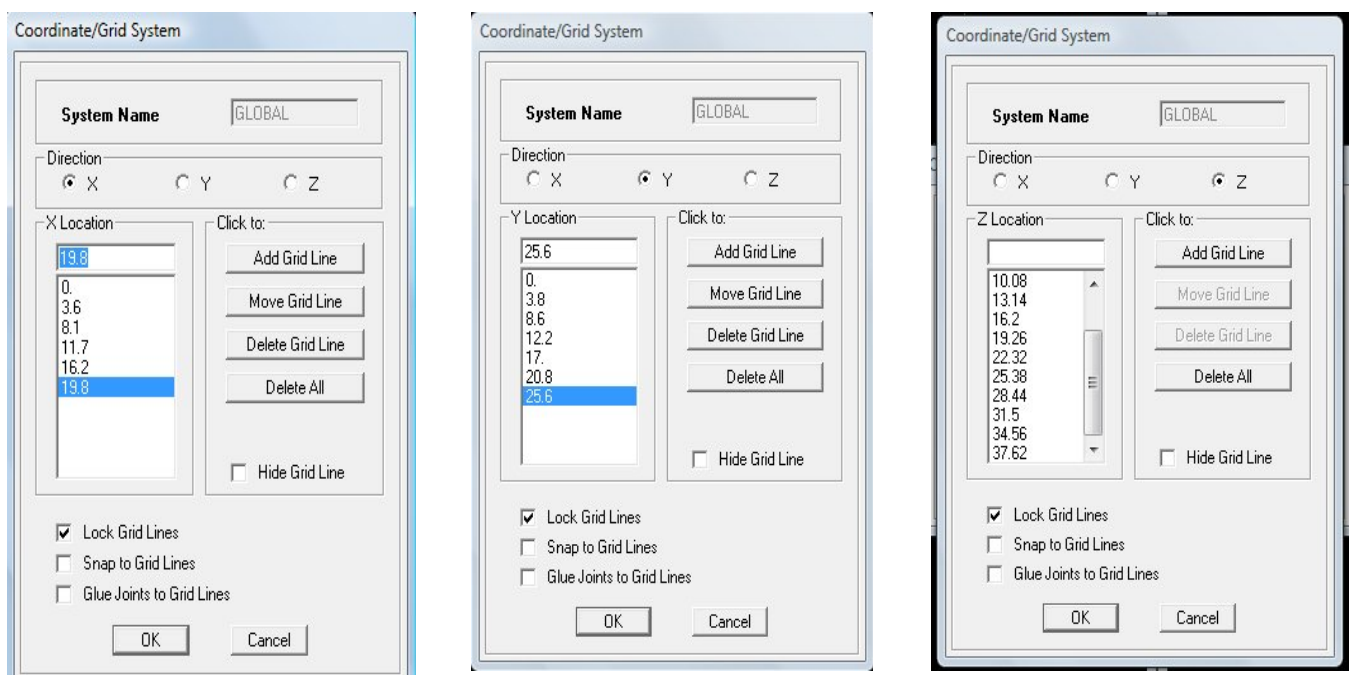 Coordinate/Grid System
System Name GLOBAL
Direction
X Y Z
X Location
Click to:
19.8
0.
3.6
8.1
11.7
16.2
19.8
Add Grid Line
Move Grid Line
Delete Grid Line
Delete All
Hide Grid Line
Lock Grid Lines
Snap to Grid Lines
Glue Joints to Grid Lines
OK Cancel
Coordinate/Grid System
System Name GLOBAL
Direction
X Y Z
Y Location
Click to:
25.6
0.
3.8
8.6
12.2
17.
20.8
25.6
Add Grid Line
Move Grid Line
Delete Grid Line
Delete All
Hide Grid Line
Lock Grid Lines
Snap to Grid Lines
Glue Joints to Grid Lines
OK Cancel
Coordinate/Grid System
System Name GLOBAL
Direction
X Y Z
Z Location
Click to:
10.08
13.14
16.2
19.26
22.32
25.38
28.44
31.5
34.56
37.62
Add Grid Line
Move Grid Line
Delete Grid Line
Delete All
Hide Grid Line
Lock Grid Lines
Snap to Grid Lines
Glue Joints to Grid Lines
OK Cancel